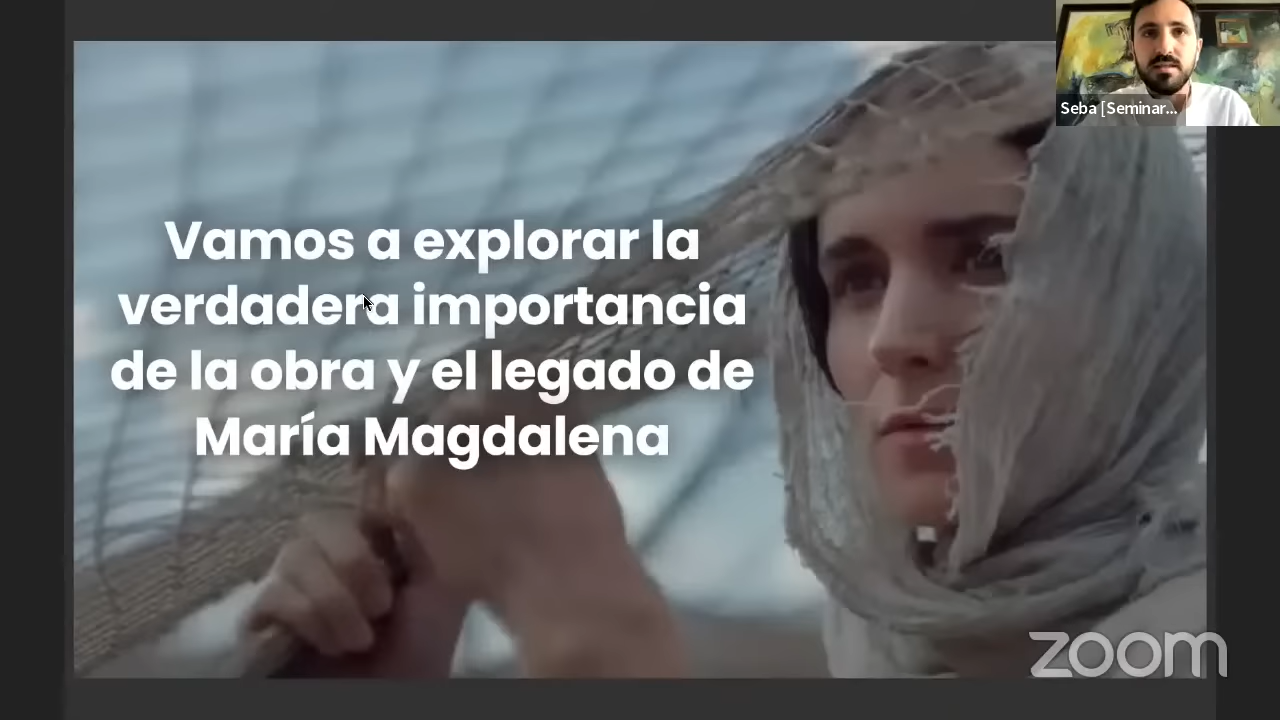 Seba [Seminar...
Vamos a explorar la
verdadera importancia
de la obra y el legado de
María Magdalena
zoom